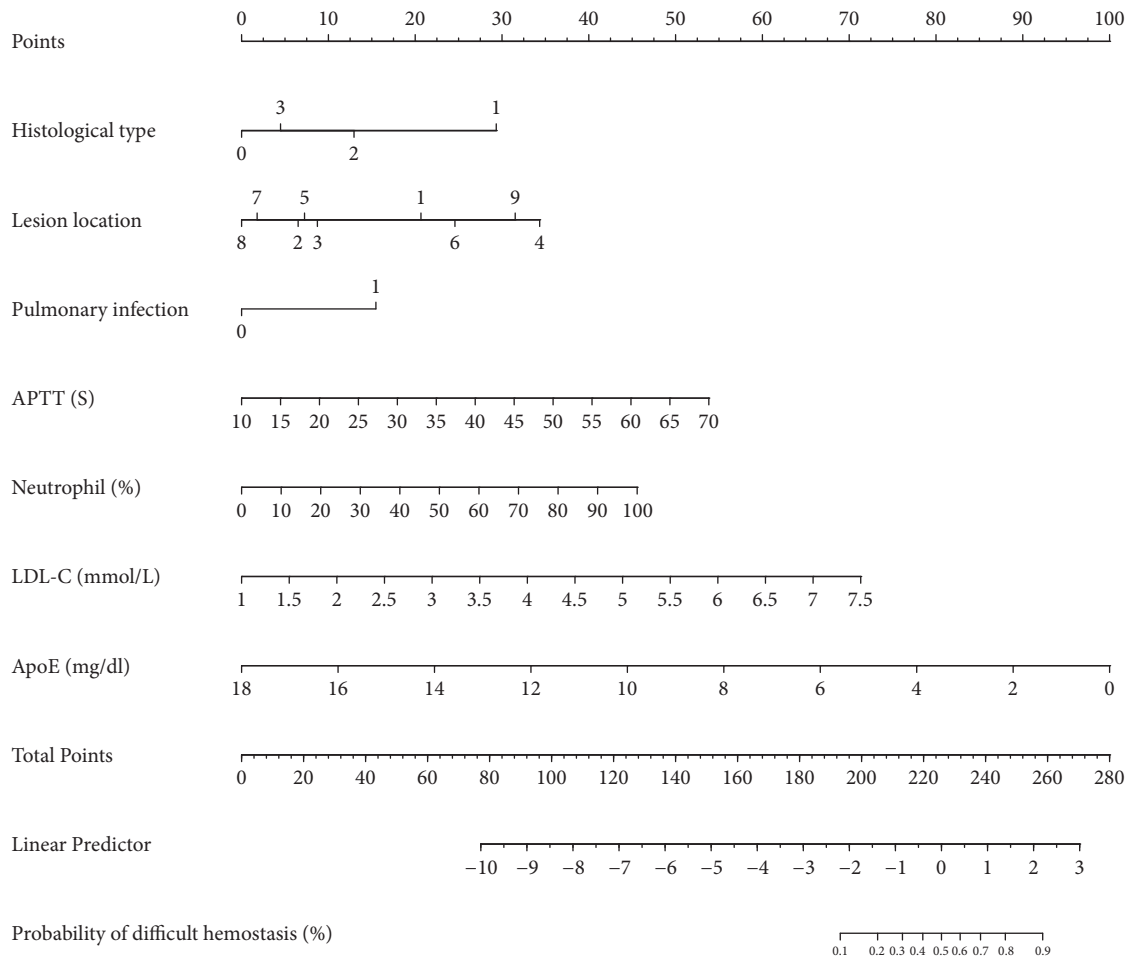 0 10 20 30 40 50 60 70 80 90 100
Points
3 1
Histological type
0 2
7 5 1 9
Lesion location
8 2 3 6 4
1
Pulmonary infection
0
APTT (S)
10 15 20 25 30 35 40 45 50 55 60 65 70
Neutrophil (%)
0 10 20 30 40 50 60 70 80 90 100
LDL-C (mmol/L)
1 1.5 2 2.5 3 3.5 4 4.5 5 5.5 6 6.5 7 7.5
ApoE (mg/dl)
18 16 14 12 10 8 6 4 2 0
Total Points
0 20 40 60 80 100 120 140 160 180 200 220 240 260 280
Linear Predictor
−10 −9 −8 −7 −6 −5 −4 −3 −2 −1 0 1 2 3
Probability of difficult hemostasis (%)
0.1 0.2 0.3 0.4 0.5 0.6 0.7 0.8 0.9